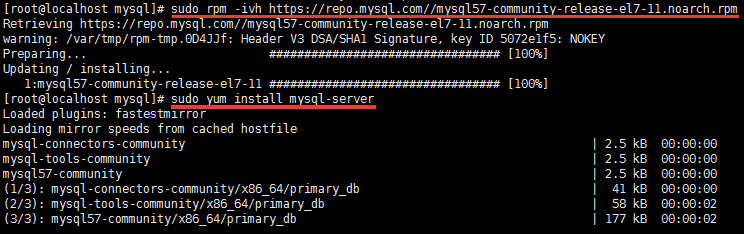 [root@localhost mysql]# sudo rpm -ivh https://repo.mysql.com//mysql57-community-release-el7-11.noarch.rpm
Retrieving https://repo.mysql.com//mysql57-community-release-el7-11.noarch.rpm
warning: /var/tmp/rpm-tmp.0D4JJf: Header V3 DSA/SHA1 Signature, key ID 5072e1f5: NOKEY
Preparing...                          ################################# [100%]
Updating / installing...
   1:mysql57-community-release-el7-11 ################################# [100%]
[root@localhost mysql]# sudo yum install mysql-server
Loaded plugins: fastestmirror
Loading mirror speeds from cached hostfile
mysql-connectors-community | 2.5 kB  00:00:00
mysql-tools-community | 2.5 kB  00:00:00
mysql57-community | 2.5 kB  00:00:00
(1/3): mysql-connectors-community/x86_64/primary_db |  41 kB  00:00:00
(2/3): mysql-tools-community/x86_64/primary_db |  58 kB  00:00:02
(3/3): mysql57-community/x86_64/primary_db | 177 kB  00:00:02